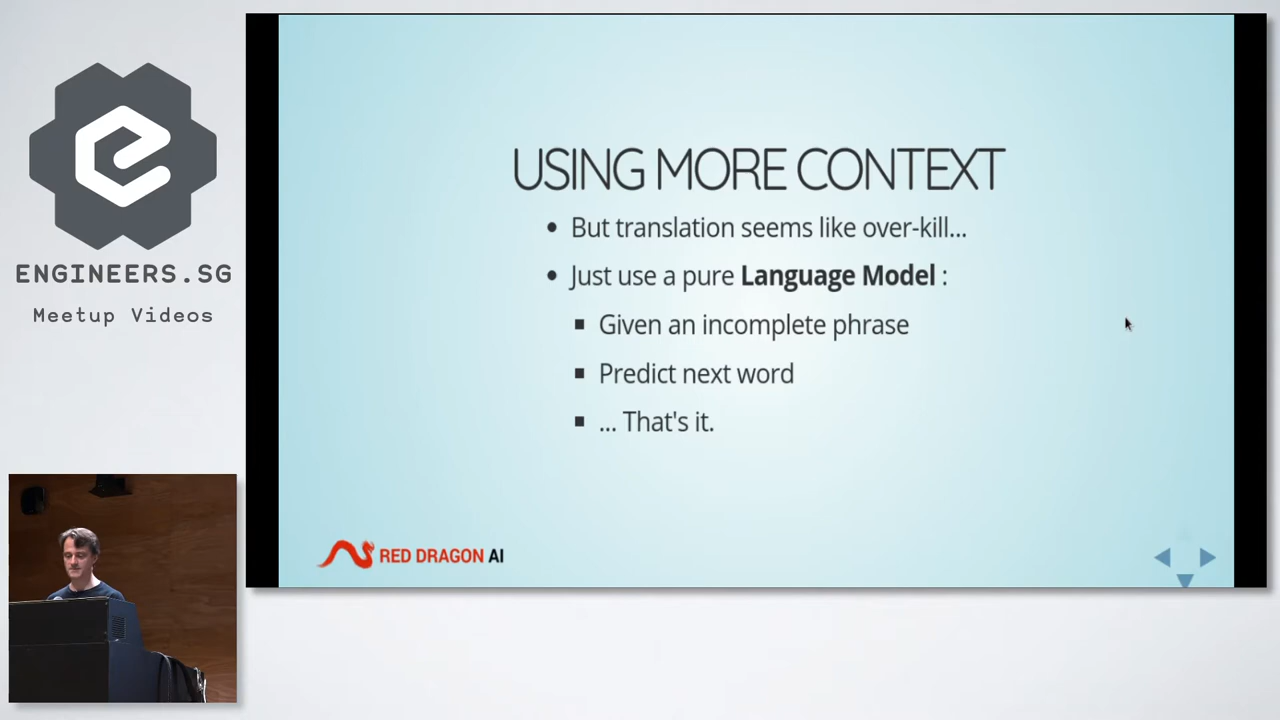 ENGINEERS.SG
Meetup Videos
USING MORE CONTEXT
• But translation seems like over-kill...
• Just use a pure Language Model :
▪ Given an incomplete phrase
▪ Predict next word
▪ ... That's it.
RED DRAGON AI